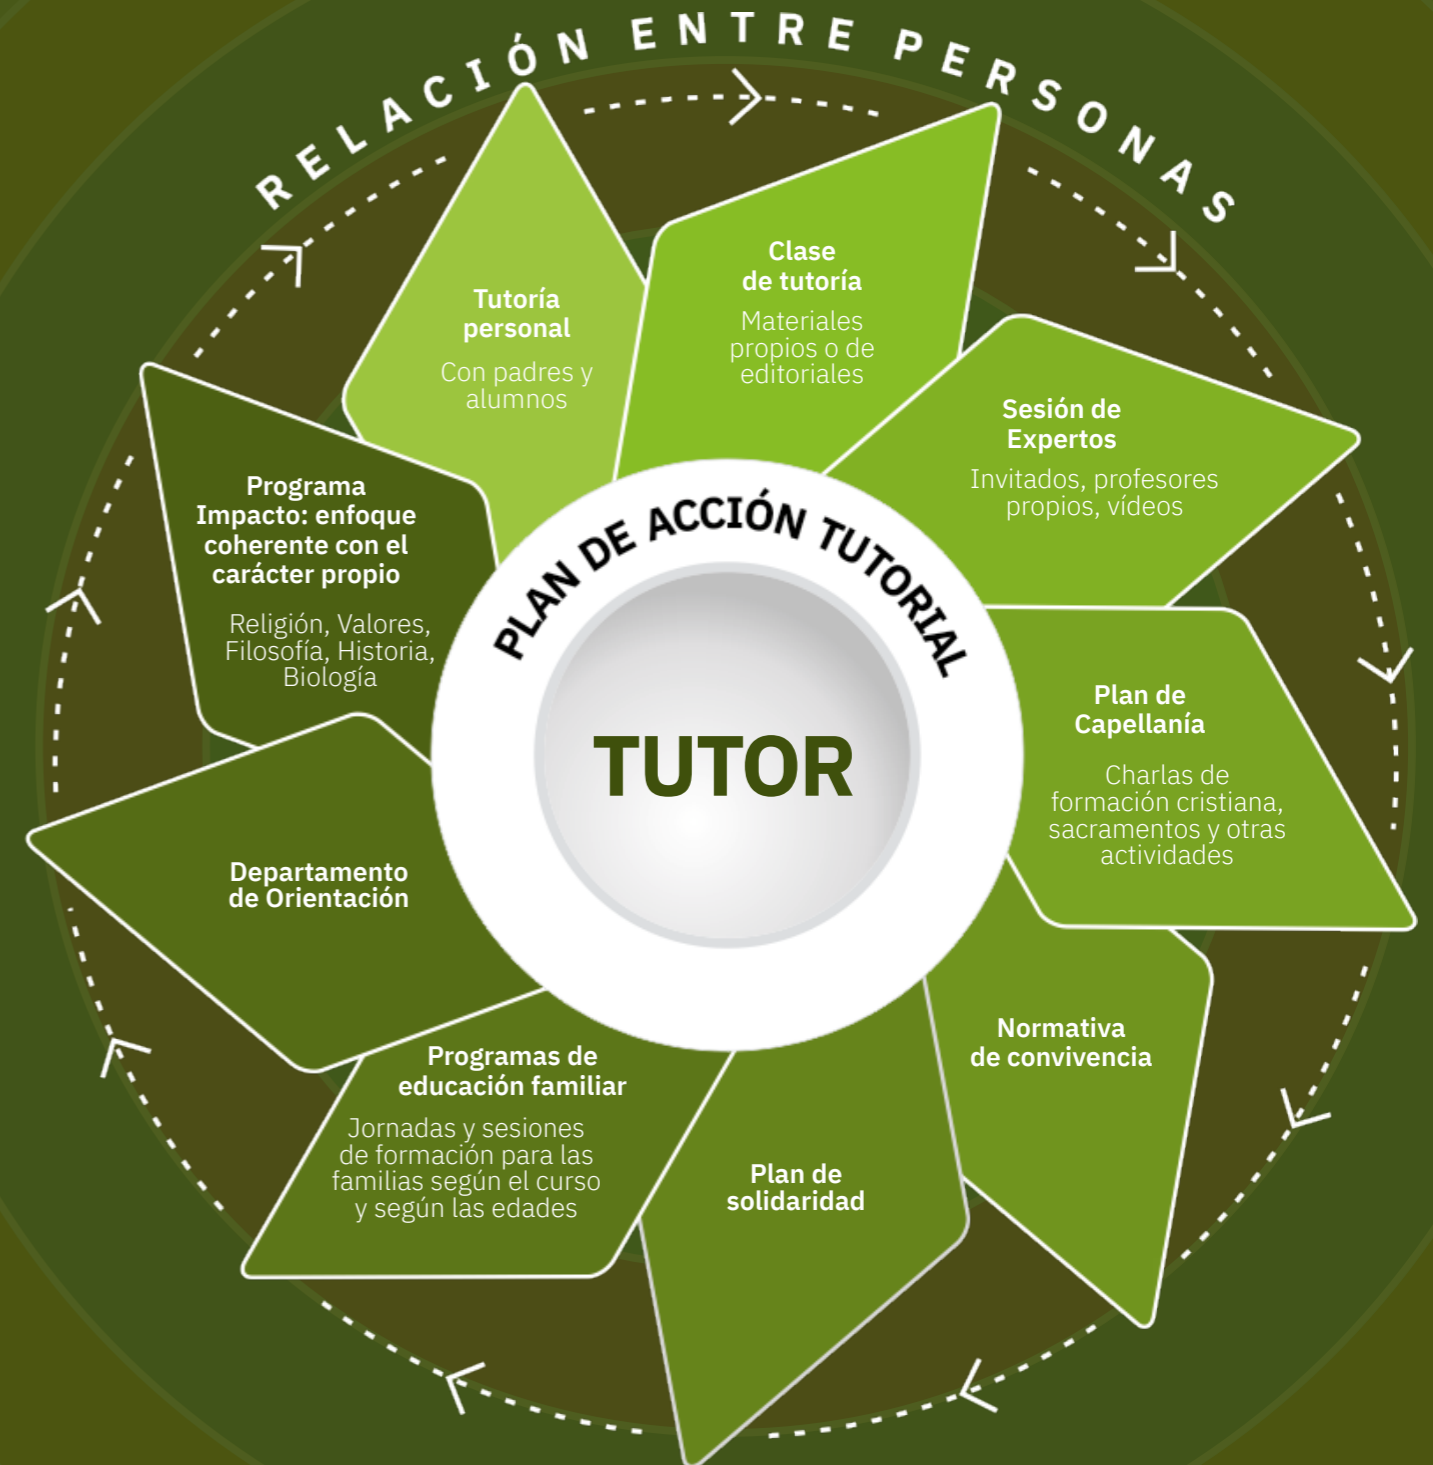 RELACIÓN ENTRE PERSONAS
Tutoría
personal
Con padres y
alumnos
Clase
de tutoría
Materiales
propios o de
editoriales
Sesión de
Expertos
Invitados, profesores
propios, vídeos
Plan de
Capellanía
Charlas de
formación cristiana,
sacramentos y otras
actividades
Normativa
de convivencia
Plan de
solidaridad
Programas de
educación familiar
Jornadas y sesiones
de formación para las
familias según el curso
y según las edades
Departamento
de Orientación
Programa
Impacto: enfoque
coherente con el
carácter propio
Religión, Valores,
Filosofía, Historia,
Biología
PLAN DE ACCIÓN TUTORIAL
TUTOR